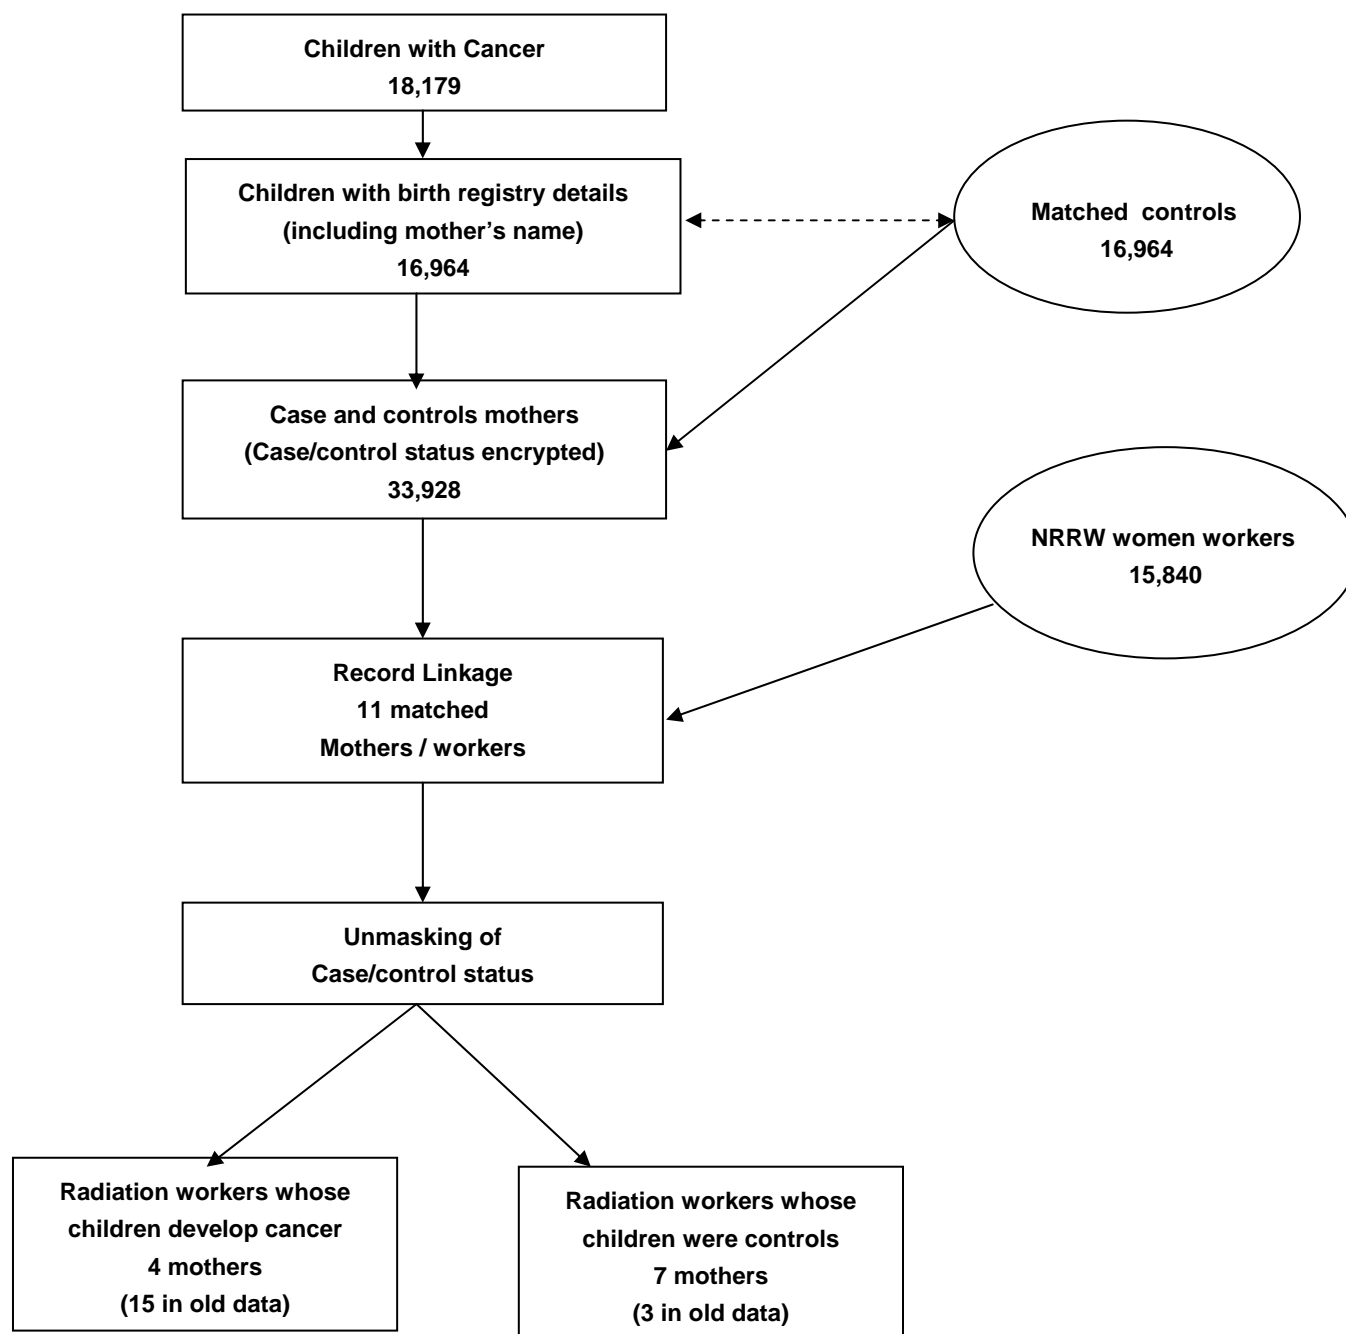 Children with Cancer
18,179
Children with birth registry details
(including mother’s name)
16,964
Matched controls
16,964
Case and controls mothers
(Case/control status encrypted)
33,928
NRRW women workers
15,840
Record Linkage
11 matched
Mothers / workers
Unmasking of
Case/control status
Radiation workers whose
children develop cancer
4 mothers
(15 in old data)
Radiation workers whose
children were controls
7 mothers
(3 in old data)